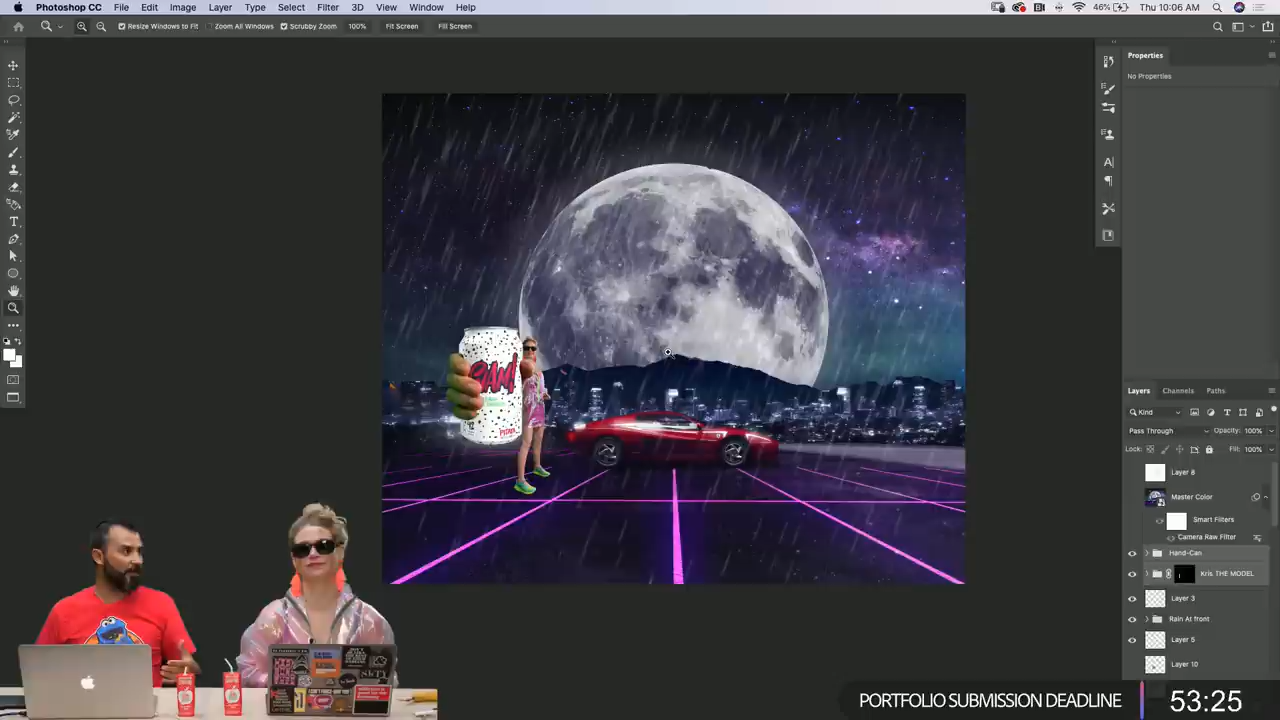 Photoshop CC File Edit Image Layer Type Select Filter 3D View Window Help 46% Thu 10:06 AM
Resize Windows to Fit Zoom All Windows Scrubby Zoom 100% Fit Screen Fill Screen
Properties
No Properties
BAM!
Layers Channels Paths
Kind
Pass Through Opacity: 100%
Lock: Fill: 100%
Layer 8
Master Color
Smart Filters
Camera Raw Filter
Hand-Can
Kris THE MODEL
Layer 3
Rain At front
Layer 5
Layer 10
PORTFOLIO SUBMISSION DEADLINE 53:25